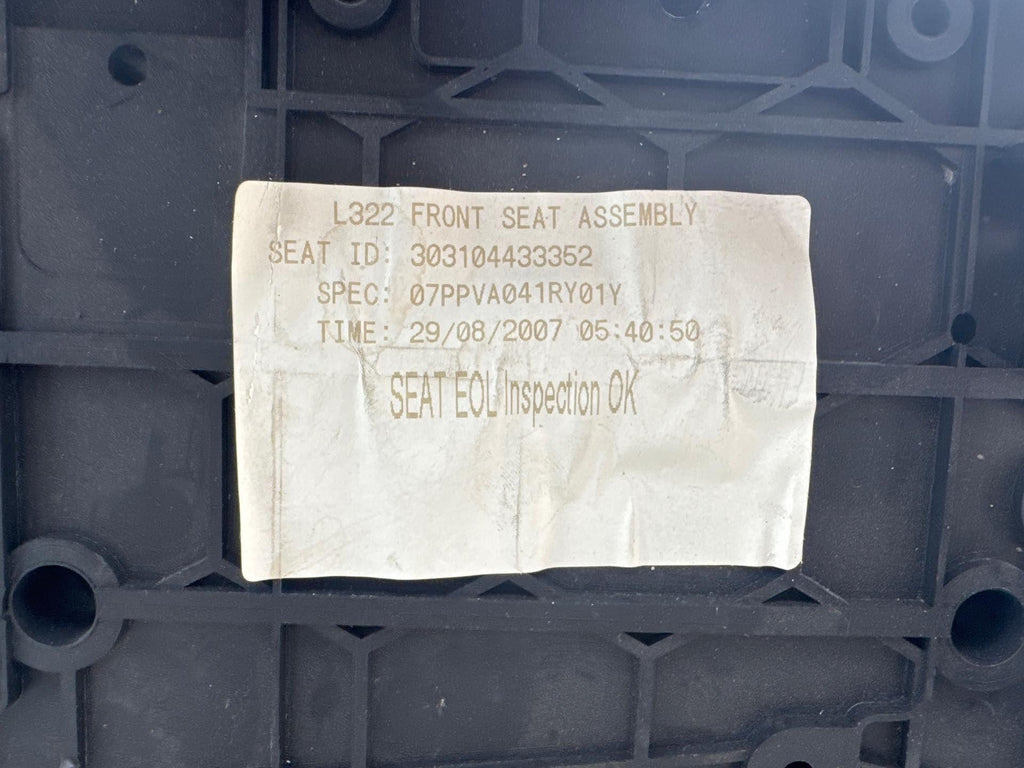 L322 FRONT SEAT ASSEMBLY
SEAT ID: 303104433352
SPEC: 07PPVA041RY01Y
TIME: 29/08/2007 05:40:50
SEAT EOL Inspection OK